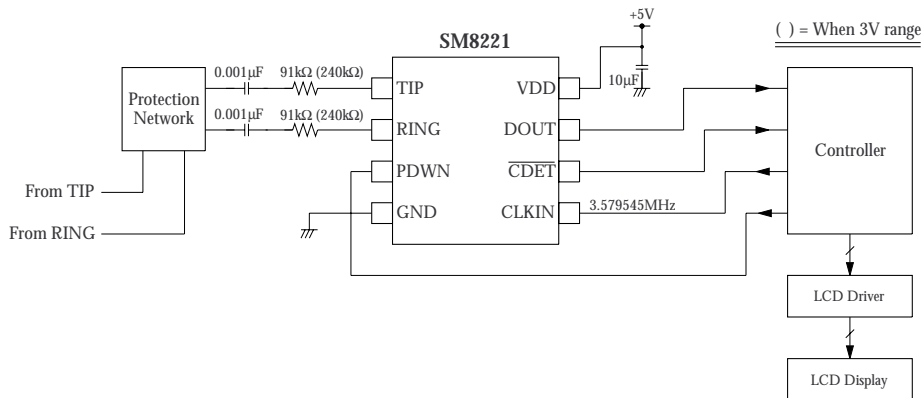 +5V
( ) = When 3V range
SM8221
0.001µF
91kΩ (240kΩ)
10µF
Protection
Network
TIP
VDD
0.001µF
91kΩ (240kΩ)
RING
DOUT
Controller
PDWN
CDET
From TIP
GND
CLKIN
3.579545MHz
From RING
LCD Driver
LCD Display